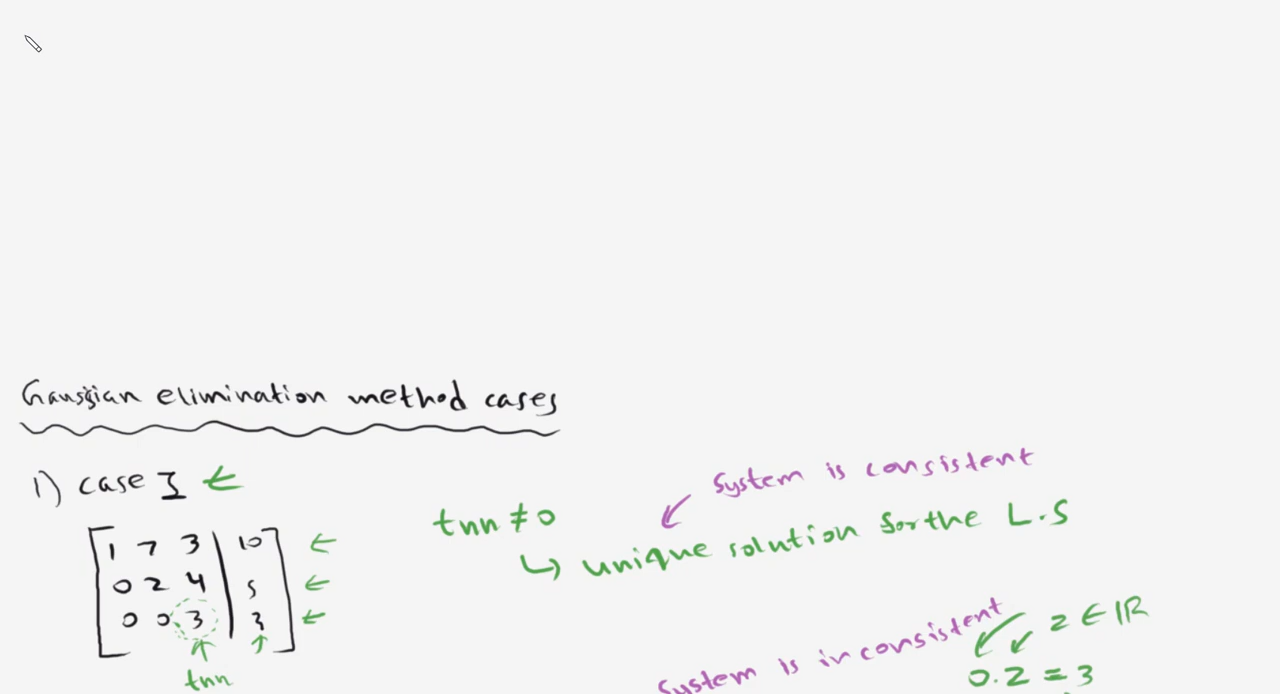 Gaussian elimination method cases
1) case I ←
System is consistent
tnn ≠ 0
↳ unique solution for the L.S
1 7 3 | 10 ←
0 2 4 | 5 ←
0 0 3 | 3 ←
tnn
System is inconsistent
z ∈ IR
0.z = 3